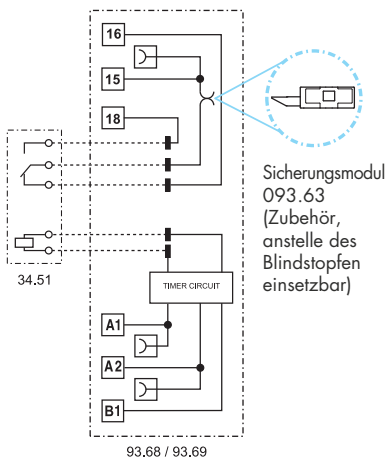 16
15
18
34.51
TIMER CIRCUIT
A1
A2
B1
93.68 / 93.69
Sicherungsmodul
093.63
(Zubehör,
anstelle des
Blindstopfen
einsetzbar)